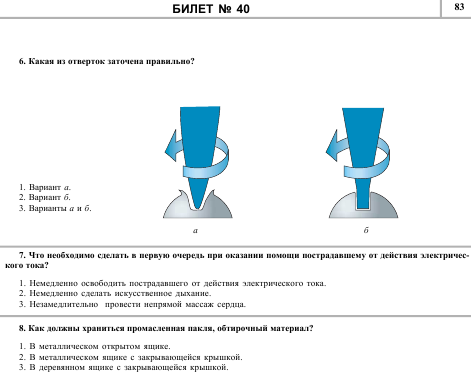 БИЛЕТ № 40
83
6. Какая из отверток заточена правильно?
1. Вариант а.
2. Вариант б.
3. Варианты а и б.
а
б
7. Что необходимо сделать в первую очередь при оказании помощи пострадавшему от действия электричес-
кого тока?
1. Немедленно освободить пострадавшего от действия электрического тока.
2. Немедленно сделать искусственное дыхание.
3. Незамедлительно провести непрямой массаж сердца.
8. Как должны храниться промасленная пакля, обтирочный материал?
1. В металлическом открытом ящике.
2. В металлическом ящике с закрывающейся крышкой.
3. В деревянном ящике с закрывающейся крышкой.